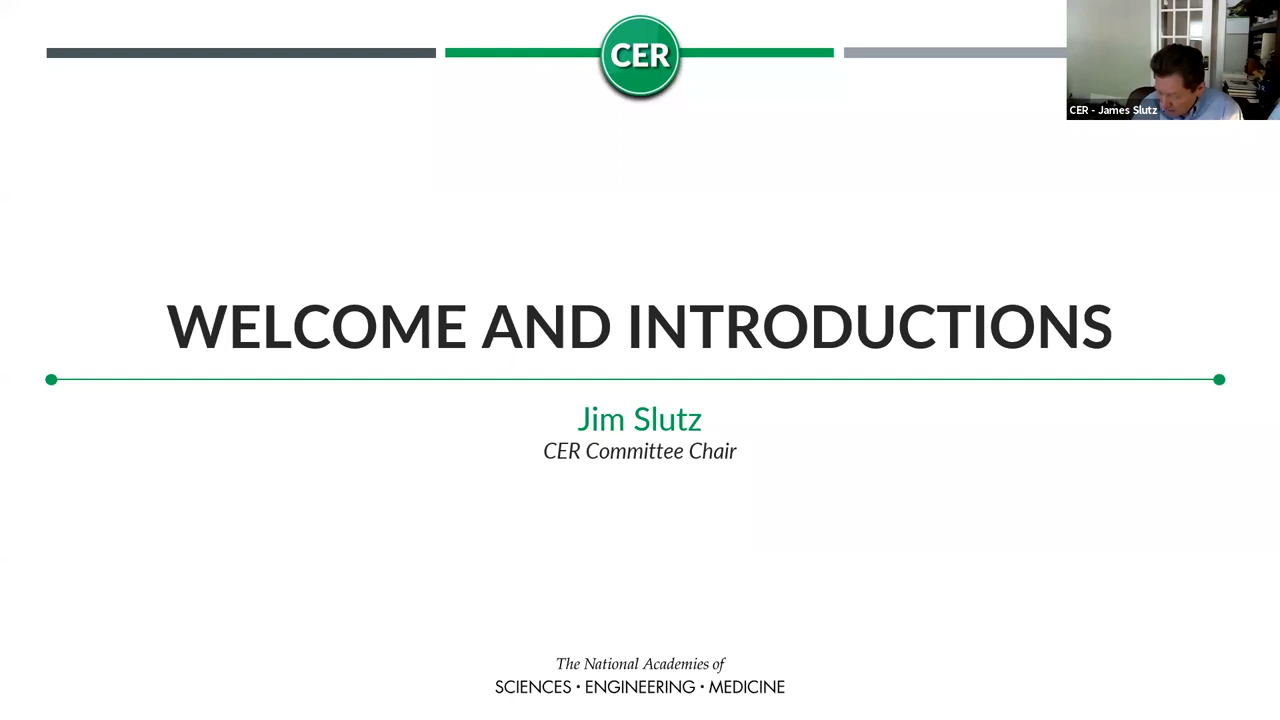 CER
CER - James Slutz
WELCOME AND INTRODUCTIONS
Jim Slutz
CER Committee Chair
The National Academies of
SCIENCES · ENGINEERING · MEDICINE